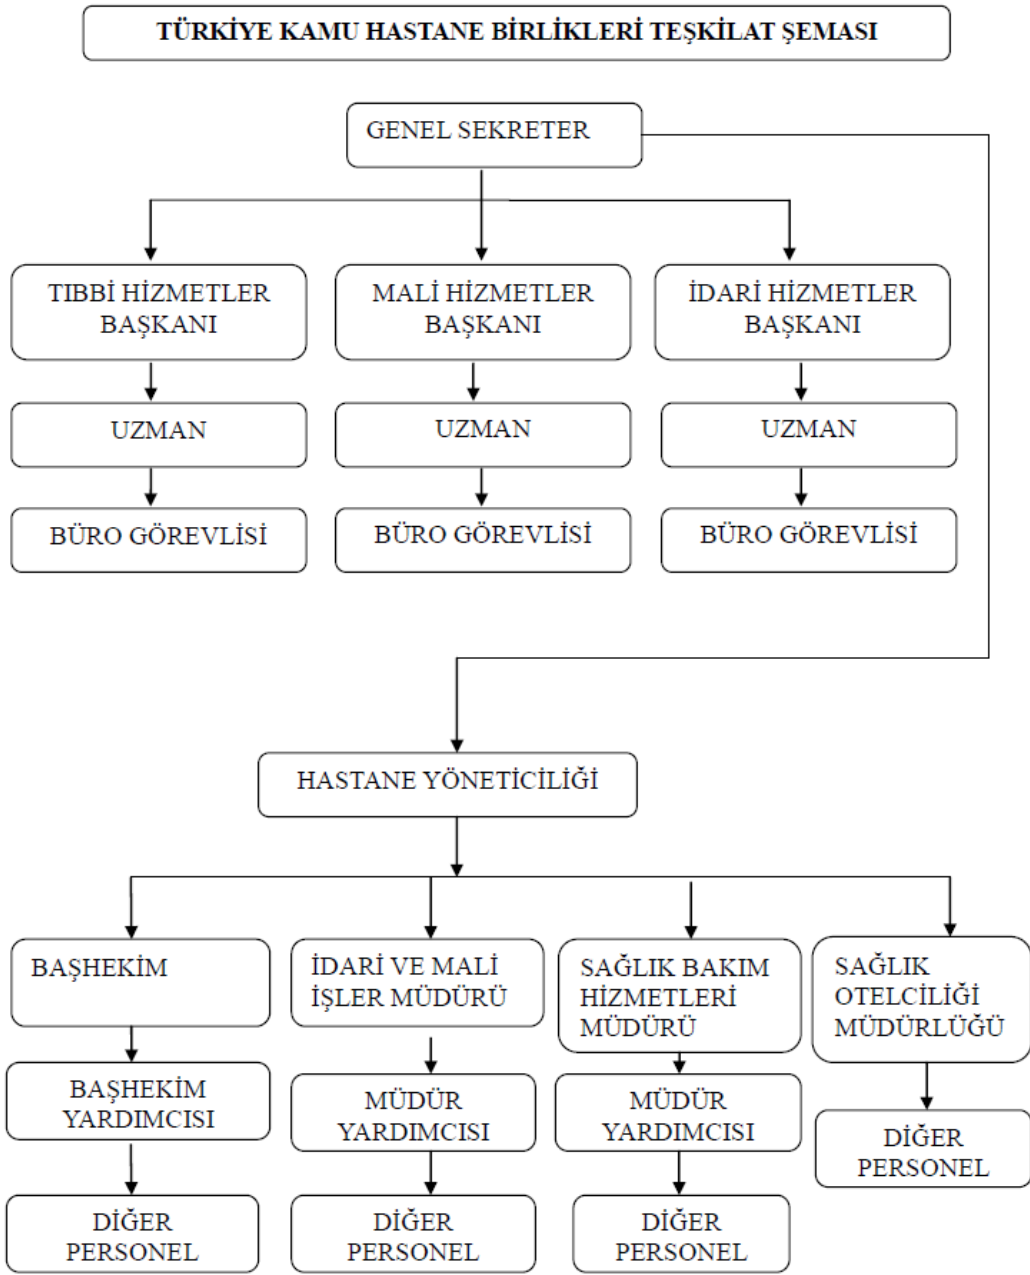 TÜRKİYE KAMU HASTANE BİRLİKLERİ TEŞKİLAT ŞEMASI
GENEL SEKRETER
TIBBİ HİZMETLER
BAŞKANI
MALİ HİZMETLER
BAŞKANI
İDARİ HİZMETLER
BAŞKANI
UZMAN
UZMAN
UZMAN
BÜRO GÖREVLİSİ
BÜRO GÖREVLİSİ
BÜRO GÖREVLİSİ
HASTANE YÖNETİCİLİĞİ
BAŞHEKİM
İDARİ VE MALİ
İŞLER MÜDÜRÜ
SAĞLIK BAKIM
HİZMETLERİ
MÜDÜRÜ
SAĞLIK
OTELCİLİĞİ
MÜDÜRLÜĞÜ
BAŞHEKİM
YARDIMCISI
MÜDÜR
YARDIMCISI
MÜDÜR
YARDIMCISI
DİĞER
PERSONEL
DİĞER
PERSONEL
DİĞER
PERSONEL
DİĞER
PERSONEL